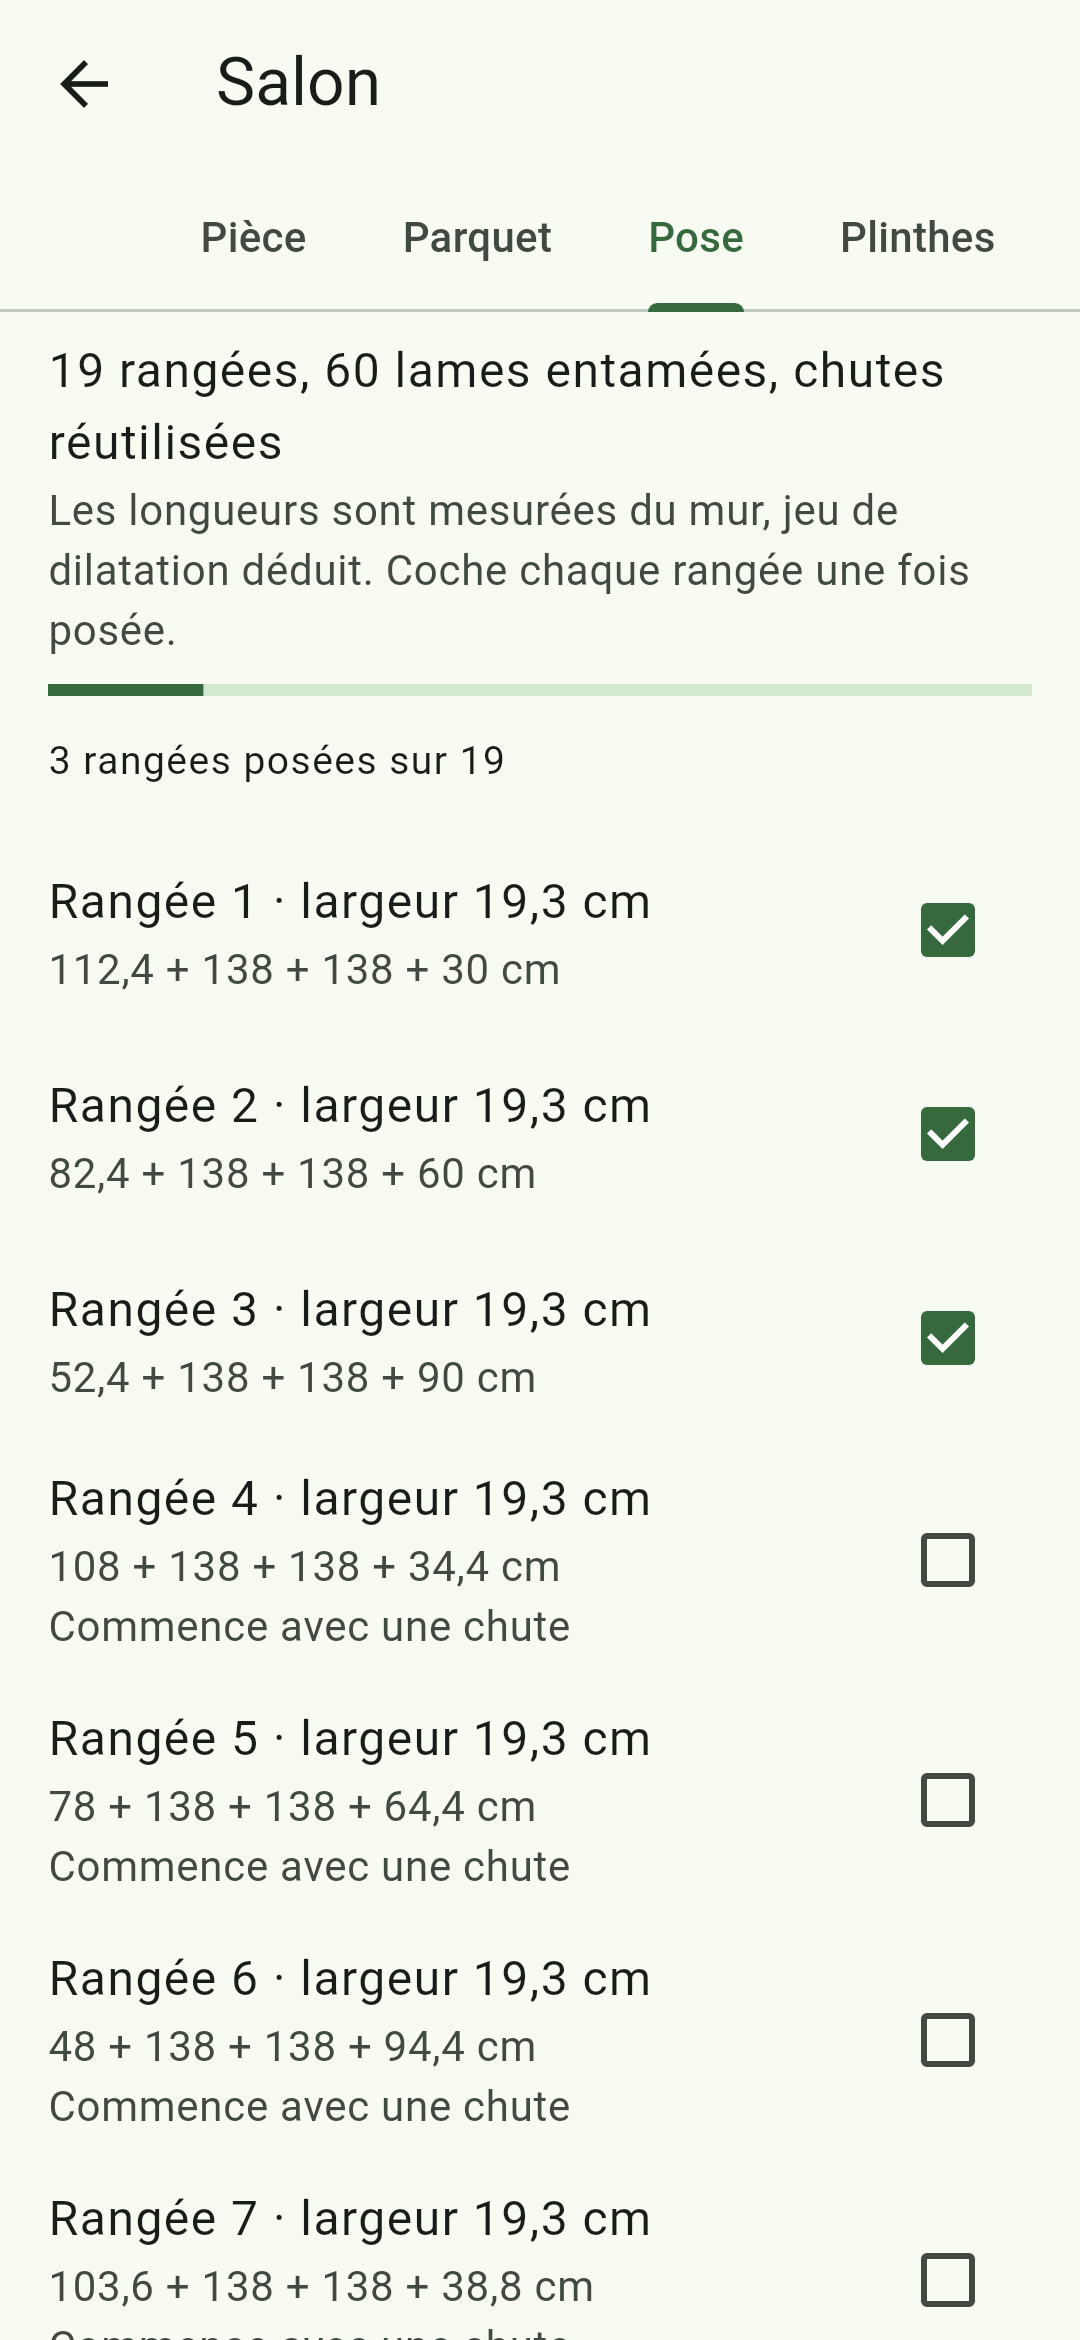 Salon
Pièce Parquet Pose Plinthes
19 rangées, 60 lames entamées, chutes
réutilisées
Les longueurs sont mesurées du mur, jeu de
dilatation déduit. Coche chaque rangée une fois
posée.
3 rangées posées sur 19
Rangée 1 · largeur 19,3 cm
112,4 + 138 + 138 + 30 cm
Rangée 2 · largeur 19,3 cm
82,4 + 138 + 138 + 60 cm
Rangée 3 · largeur 19,3 cm
52,4 + 138 + 138 + 90 cm
Rangée 4 · largeur 19,3 cm
108 + 138 + 138 + 34,4 cm
Commence avec une chute
Rangée 5 · largeur 19,3 cm
78 + 138 + 138 + 64,4 cm
Commence avec une chute
Rangée 6 · largeur 19,3 cm
48 + 138 + 138 + 94,4 cm
Commence avec une chute
Rangée 7 · largeur 19,3 cm
103,6 + 138 + 138 + 38,8 cm
Commence avec une chute